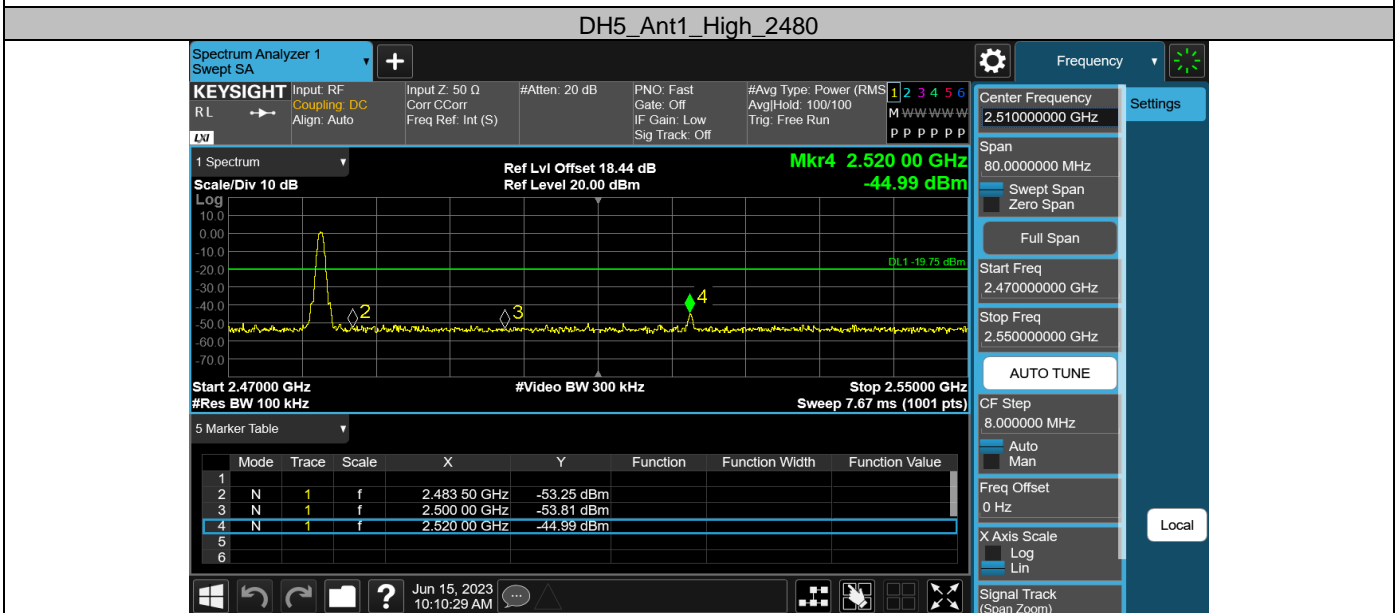 DH5_Ant1_High_2480
Spectrum Analyzer 1
Swept SA
+
Frequency
KEYSIGHT
R L
LXI
Input: RF
Coupling: DC
Align: Auto
Input Z: 50 Ω
Corr CCorr
Freq Ref: Int (S)
#Atten: 20 dB
PNO: Fast
Gate: Off
IF Gain: Low
Sig Track: Off
#Avg Type: Power (RMS
Avg|Hold: 100/100
Trig: Free Run
1 2 3 4 5 6
M W W W W W
P P P P P P
Center Frequency
2.510000000 GHz
Settings
Span
80.0000000 MHz
Swept Span
Zero Span
Full Span
Start Freq
2.470000000 GHz
Stop Freq
2.550000000 GHz
AUTO TUNE
CF Step
8.000000 MHz
Auto
Man
Freq Offset
0 Hz
X Axis Scale
Log
Lin
Signal Track
(Span Zoom)
Local
1 Spectrum
Scale/Div 10 dB
Ref Lvl Offset 18.44 dB
Ref Level 20.00 dBm
Mkr4 2.520 00 GHz
-44.99 dBm
Log
10.0
0.00
-10.0
-20.0
-30.0
-40.0
-50.0
-60.0
-70.0
DL1 -19.75 dBm
2
3
4
Start 2.47000 GHz
#Res BW 100 kHz
#Video BW 300 kHz
Stop 2.55000 GHz
Sweep 7.67 ms (1001 pts)
5 Marker Table
Mode Trace Scale X Y Function Function Width Function Value
1
2 N 1 f 2.483 50 GHz -53.25 dBm
3 N 1 f 2.500 00 GHz -53.81 dBm
4 N 1 f 2.520 00 GHz -44.99 dBm
5
6
?
Jun 15, 2023
10:10:29 AM